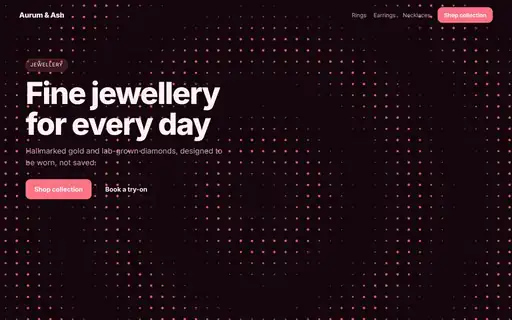 Aurum & Ash
Rings Earrings Necklaces Shop collection
JEWELLERY
Fine jewellery
for every day
Hallmarked gold and lab-grown diamonds, designed to
be worn, not saved.
Shop collection Book a try-on